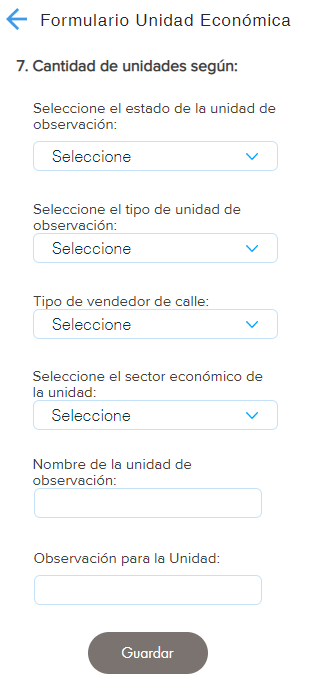 Formulario Unidad Económica
7. Cantidad de unidades según:
Seleccione el estado de la unidad de
observación:
Seleccione
Seleccione el tipo de unidad de
observación:
Seleccione
Tipo de vendedor de calle:
Seleccione
Seleccione el sector económico de
la unidad:
Seleccione
Nombre de la unidad de
observación:
Observación para la Unidad:
Guardar